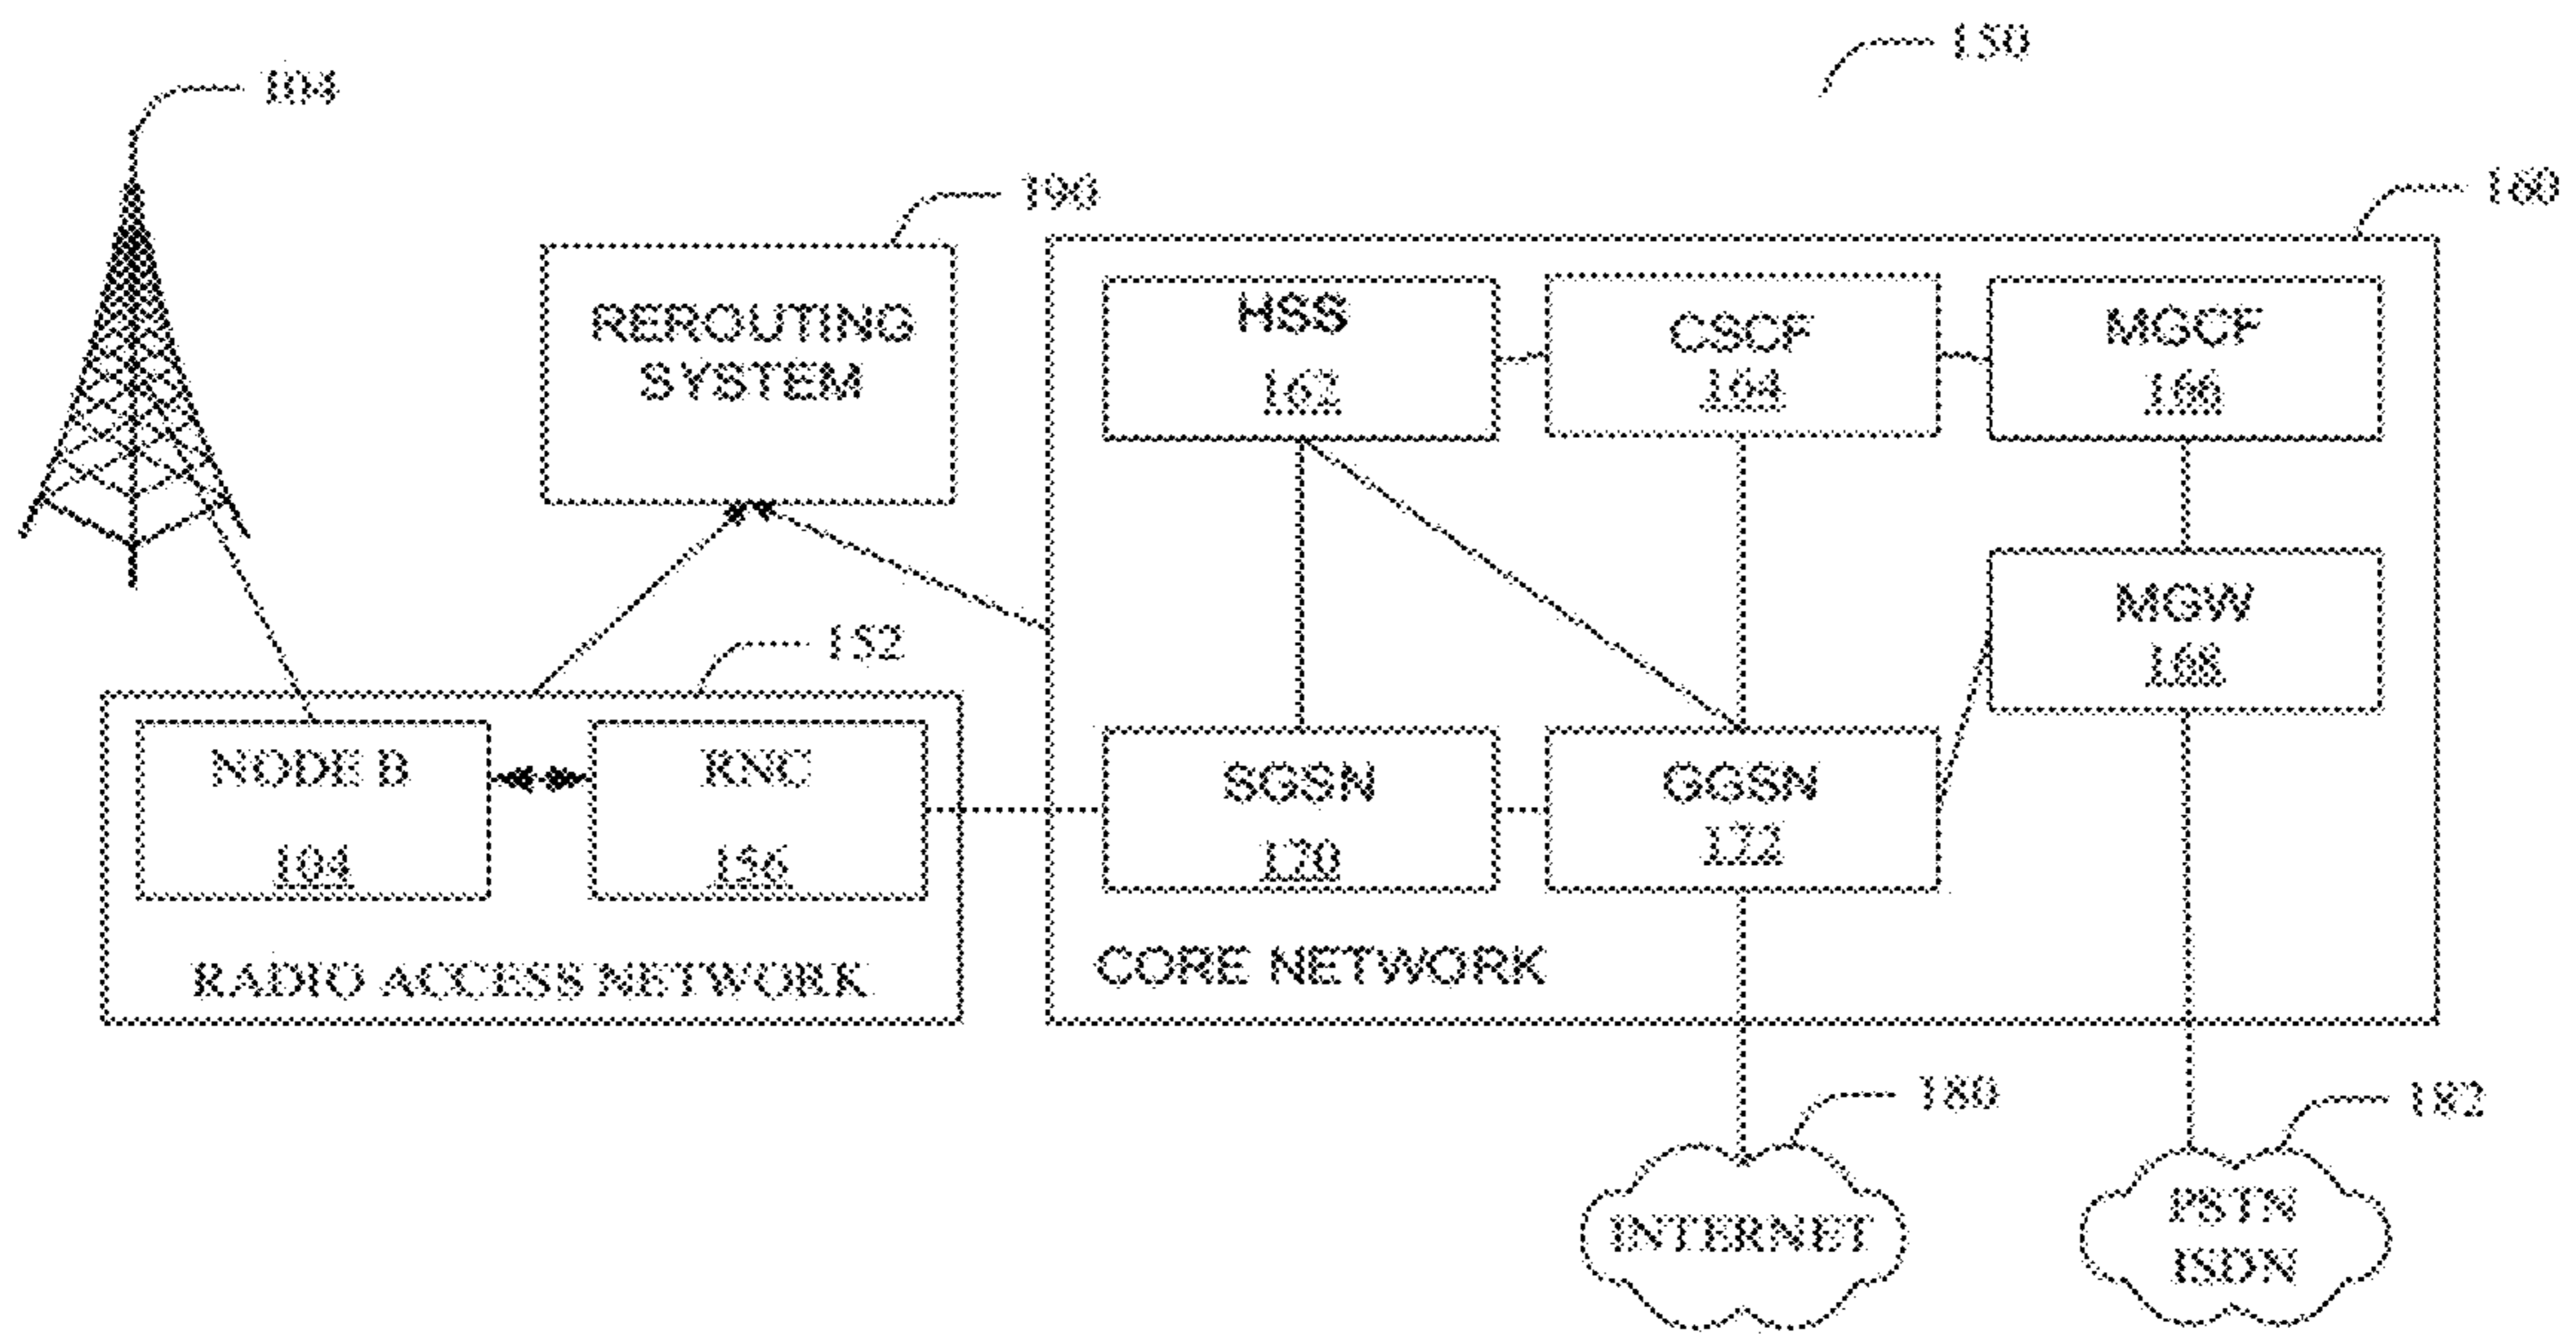 150
104
190
160
REROUTING
SYSTEM
HSS
162
CSCF
164
MGCF
166
MGW
168
152
NODE B
104
RNC
156
RADIO ACCESS NETWORK
SGSN
170
GGSN
172
CORE NETWORK
180
182
INTERNET
PSTN
ISDN